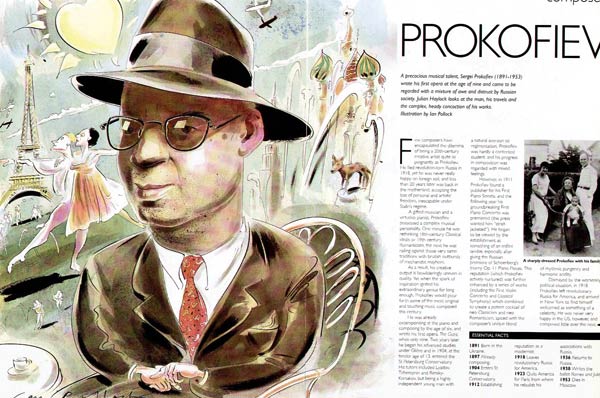 compose
PROKOFIEV
A precocious musical talent, Sergei Prokofiev (1891-1953)
wrote his first opera at the age of nine and came to be
regarded with a mixture of awe and distrust by Russian
society. Julian Haylock looks at the man, his travels and
the complex, heady concoction of his works.
Illustration by Ian Pollock
Few composers have
encapsulated the dilemma
of being a 20th-century
creative artist quite so
poignantly as Prokofiev.
He fled revolution-torn Russia in
1918, yet he was never really
happy on foreign soil, and less
than 20 years later was back in
the motherland, accepting the
loss of personal and artistic
freedom, inescapable under
Stalin's regime.
A gifted musician and a
virtuoso pianist, Prokofiev
possessed a complex musical
personality. One minute he was
rethinking 18th-century Classical
ideals or 19th-century
Romanticism, the next he was
railing against those very same
traditions with brutish outbursts
of mechanistic mayhem.
As a result, his creative
output is bewilderingly uneven in
quality. Yet when the spark of
inspiration ignited his
extraordinary genius for long
enough, Prokofiev would pour
forth some of the most original
and touching music composed
this century.
He was already
extemporising at the piano and
composing by the age of six, and
wrote his first opera, The Giant,
while only nine. Two years later
he began his advanced studies
under Glière and in 1904, at the
tender age of 13, entered the
St Petersburg Conservatory.
His tutors included Liadov,
Tcherepnin and Rimsky-
Korsakov, but being a highly
independent young man with
a natural aversion to
regimentation, Prokofiev
was hardly a contented
student, and his progress
in composition was
regarded with mixed
feelings.
However, in 1911
Prokofiev found a
publisher for his First
Piano Sonata, and the
following year his
groundbreaking First
Piano Concerto was
premiered (the press
wanted him "strait-
jacketed"). He began
to be viewed by the
establishment as
something of an enfant
terrible, especially after
giving the Russian
premiere of Schoenberg's
thorny Op. 11 Piano Pieces. This
reputation (which Prokofiev
actively nurtured) was further
enhanced by a series of works
(including the First Violin
Concerto and Classical
Symphony) which combined
to create a potent cocktail of
neo-Classicism and neo-
Romanticism, spiced with the
composer's unique brand
A sharply-dressed Prokofiev with his family
of rhythmic pungency and
harmonic acidity.
Dismayed by the worsening
political situation, in 1918
Prokofiev left revolutionary
Russia for America, and arrived
in New York to find himself
welcomed as something of a
celebrity. He was never very
happy in the US, however, and
composed little over the next
ESSENTIAL FACTS
1891 Born in the
Ukraine.
1897 Already
composing.
1904 Enters St
Petersburg
Conservatory.
1912 Establishing
reputation as a
modernist.
1918 Leaves
revolutionary Russia
for America.
1923 Quits America
for Paris from where
he rebuilds his
associations with
Russia.
1936 Returns to
Russia.
1938 Writes the
ballet Romeo and Juli
1953 Dies in
Moscow.